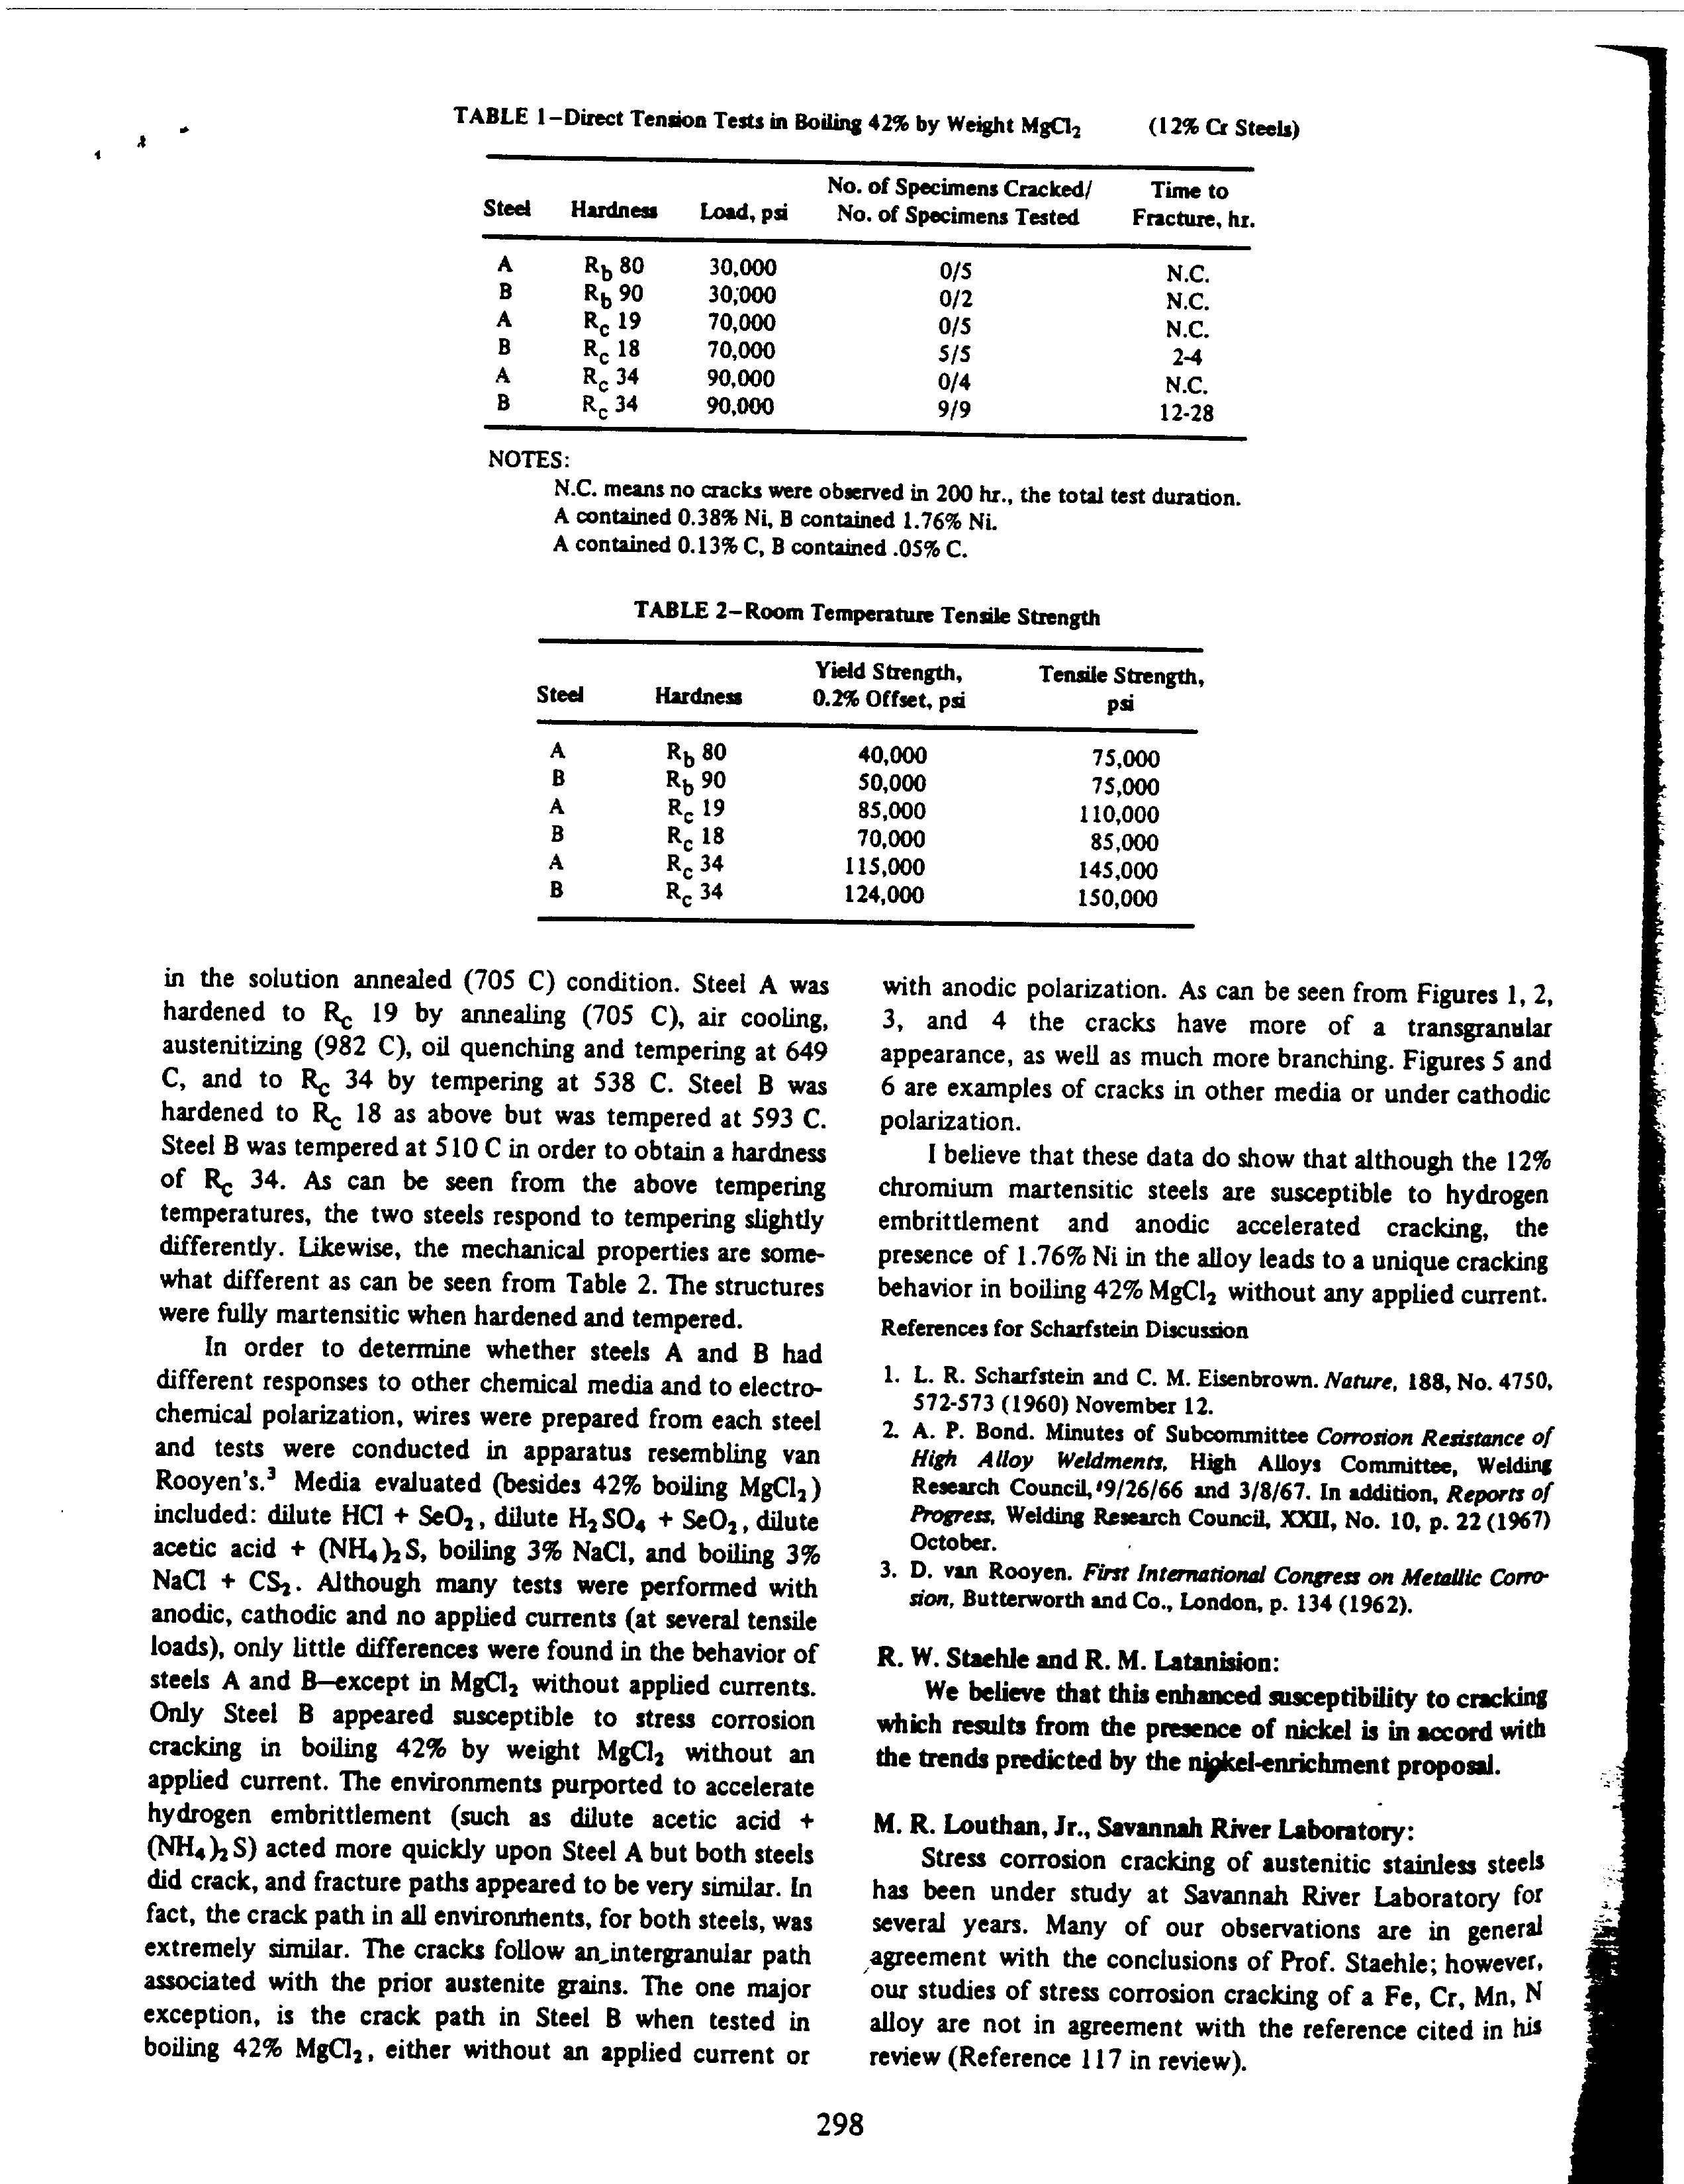 TABLE 1–Direct Tension Tests in Boiling 42% by Weight MgCl₂ (12% Cr Steels)
Steel Hardness Load, psi No. of Specimens Cracked/ No. of Specimens Tested Time to Fracture, hr.
A R_b 80 30,000 0/5 N.C.
B R_b 90 30,000 0/2 N.C.
A R_c 19 70,000 0/5 N.C.
B R_c 18 70,000 5/5 2-4
A R_c 34 90,000 0/4 N.C.
B R_c 34 90,000 9/9 12-28
NOTES:
N.C. means no cracks were observed in 200 hr., the total test duration.
A contained 0.38% Ni, B contained 1.76% Ni.
A contained 0.13% C, B contained .05% C.
TABLE 2–Room Temperature Tensile Strength
Steel Hardness Yield Strength, 0.2% Offset, psi Tensile Strength, psi
A R_b 80 40,000 75,000
B R_b 90 50,000 75,000
A R_c 19 85,000 110,000
B R_c 18 70,000 85,000
A R_c 34 115,000 145,000
B R_c 34 124,000 150,000
in the solution annealed (705 C) condition. Steel A was
hardened to R_c 19 by annealing (705 C), air cooling,
austenitizing (982 C), oil quenching and tempering at 649
C, and to R_c 34 by tempering at 538 C. Steel B was
hardened to R_c 18 as above but was tempered at 593 C.
Steel B was tempered at 510 C in order to obtain a hardness
of R_c 34. As can be seen from the above tempering
temperatures, the two steels respond to tempering slightly
differently. Likewise, the mechanical properties are some-
what different as can be seen from Table 2. The structures
were fully martensitic when hardened and tempered.
In order to determine whether steels A and B had
different responses to other chemical media and to electro-
chemical polarization, wires were prepared from each steel
and tests were conducted in apparatus resembling van
Rooyen's.³ Media evaluated (besides 42% boiling MgCl₂)
included: dilute HCl + SeO₂, dilute H₂SO₄ + SeO₂, dilute
acetic acid + (NH₄)₂S, boiling 3% NaCl, and boiling 3%
NaCl + CS₂. Although many tests were performed with
anodic, cathodic and no applied currents (at several tensile
loads), only little differences were found in the behavior of
steels A and B—except in MgCl₂ without applied currents.
Only Steel B appeared susceptible to stress corrosion
cracking in boiling 42% by weight MgCl₂ without an
applied current. The environments purported to accelerate
hydrogen embrittlement (such as dilute acetic acid +
(NH₄)₂S) acted more quickly upon Steel A but both steels
did crack, and fracture paths appeared to be very similar. In
fact, the crack path in all environments, for both steels, was
extremely similar. The cracks follow an intergranular path
associated with the prior austenite grains. The one major
exception, is the crack path in Steel B when tested in
boiling 42% MgCl₂, either without an applied current or
with anodic polarization. As can be seen from Figures 1, 2,
3, and 4 the cracks have more of a transgranular
appearance, as well as much more branching. Figures 5 and
6 are examples of cracks in other media or under cathodic
polarization.
I believe that these data do show that although the 12%
chromium martensitic steels are susceptible to hydrogen
embrittlement and anodic accelerated cracking, the
presence of 1.76% Ni in the alloy leads to a unique cracking
behavior in boiling 42% MgCl₂ without any applied current.
References for Scharfstein Discussion
1. L. R. Scharfstein and C. M. Eisenbrown. Nature, 188, No. 4750,
572-573 (1960) November 12.
2. A. P. Bond. Minutes of Subcommittee Corrosion Resistance of
High Alloy Weldments, High Alloys Committee, Welding
Research Council, 9/26/66 and 3/8/67. In addition, Reports of
Progress, Welding Research Council, XXII, No. 10, p. 22 (1967)
October.
3. D. van Rooyen. First International Congress on Metallic Corro-
sion, Butterworth and Co., London, p. 134 (1962).
R. W. Staehle and R. M. Latanision:
We believe that this enhanced susceptibility to cracking
which results from the presence of nickel is in accord with
the trends predicted by the nickel-enrichment proposal.
M. R. Louthan, Jr., Savannah River Laboratory:
Stress corrosion cracking of austenitic stainless steels
has been under study at Savannah River Laboratory for
several years. Many of our observations are in general
agreement with the conclusions of Prof. Staehle; however,
our studies of stress corrosion cracking of a Fe, Cr, Mn, N
alloy are not in agreement with the reference cited in his
review (Reference 117 in review).
298